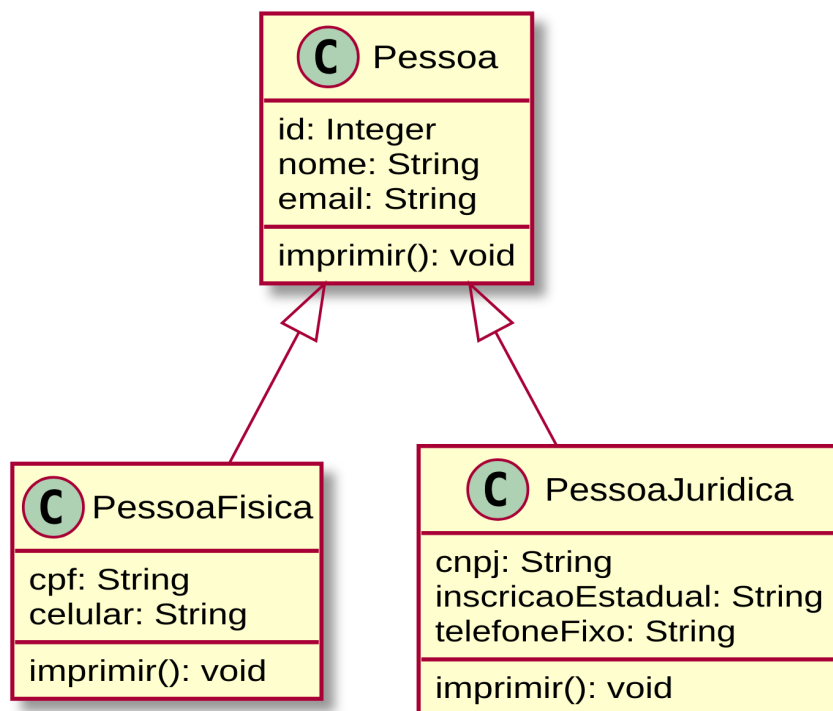 C Pessoa
id: Integer
nome: String
email: String
imprimir(): void
C PessoaFisica
cpf: String
celular: String
imprimir(): void
C PessoaJuridica
cnpj: String
inscricaoEstadual: String
telefoneFixo: String
imprimir(): void